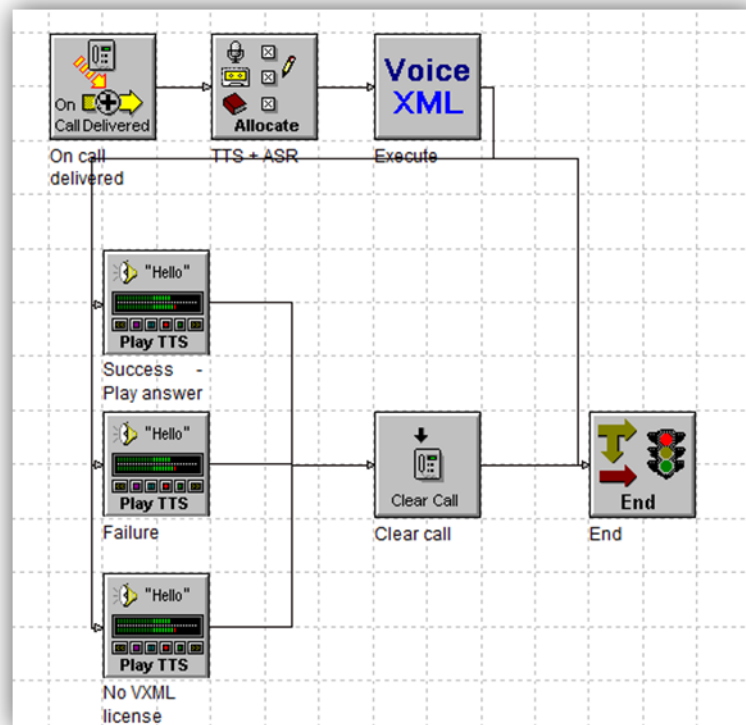 On
Call Delivered
On call
delivered
Allocate
TTS + ASR
Voice
XML
Execute
"Hello"
Play TTS
Success -
Play answer
"Hello"
Play TTS
Failure
Clear Call
Clear call
End
End
"Hello"
Play TTS
No VXML
license